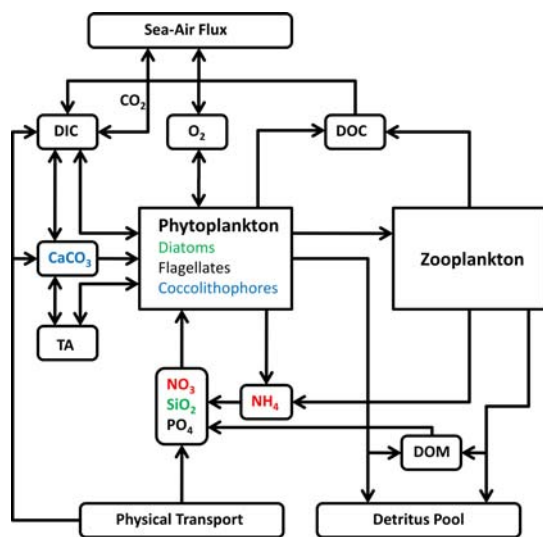 Sea-Air Flux
CO2
DIC
O2
DOC
Phytoplankton
Diatoms
Flagellates
Coccolithophores
Zooplankton
CaCO3
TA
NO3
SiO2
PO4
NH4
DOM
Physical Transport
Detritus Pool